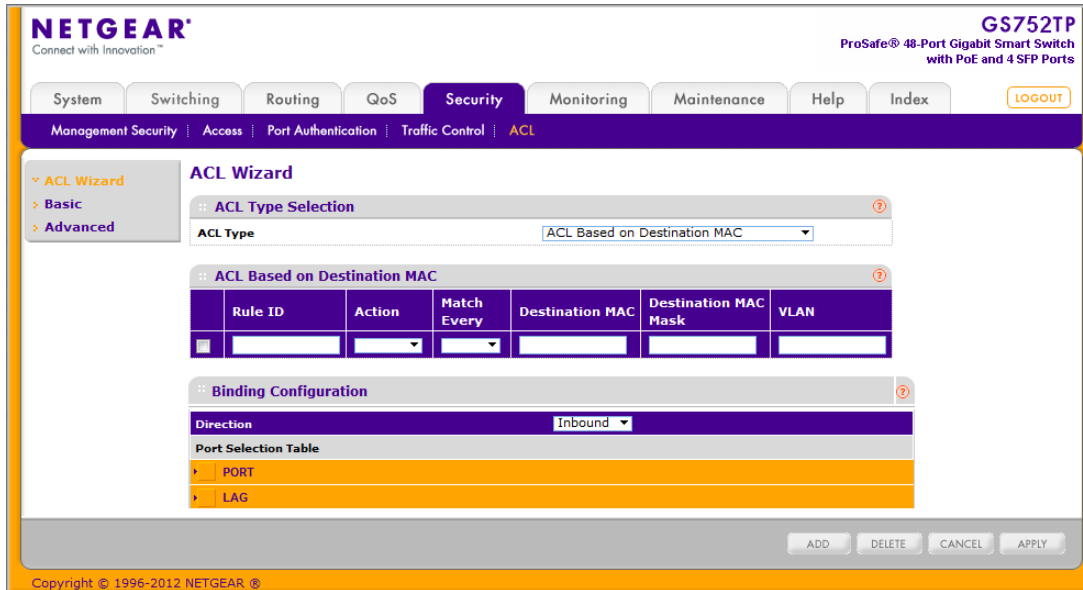 NETGEAR®
Connect with Innovation™
GS752TP
ProSafe® 48-Port Gigabit Smart Switch
with PoE and 4 SFP Ports
System Switching Routing QoS Security Monitoring Maintenance Help Index LOGOUT
Management Security Access Port Authentication Traffic Control ACL
ACL Wizard
Basic
Advanced
ACL Wizard
ACL Type Selection ?
ACL Type ACL Based on Destination MAC
ACL Based on Destination MAC ?
Rule ID Action Match Every Destination MAC Destination MAC Mask VLAN
Binding Configuration ?
Direction Inbound
Port Selection Table
PORT
LAG
ADD DELETE CANCEL APPLY
Copyright © 1996-2012 NETGEAR ®